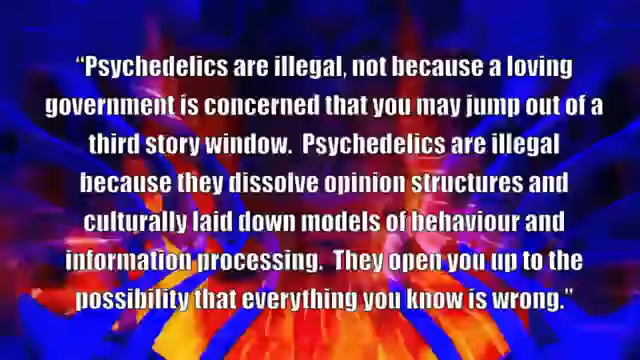 “Psychedelics are illegal, not because a loving
government is concerned that you may jump out of a
third story window.  Psychedelics are illegal
because they dissolve opinion structures and
culturally laid down models of behaviour and
information processing.  They open you up to the
possibility that everything you know is wrong.”